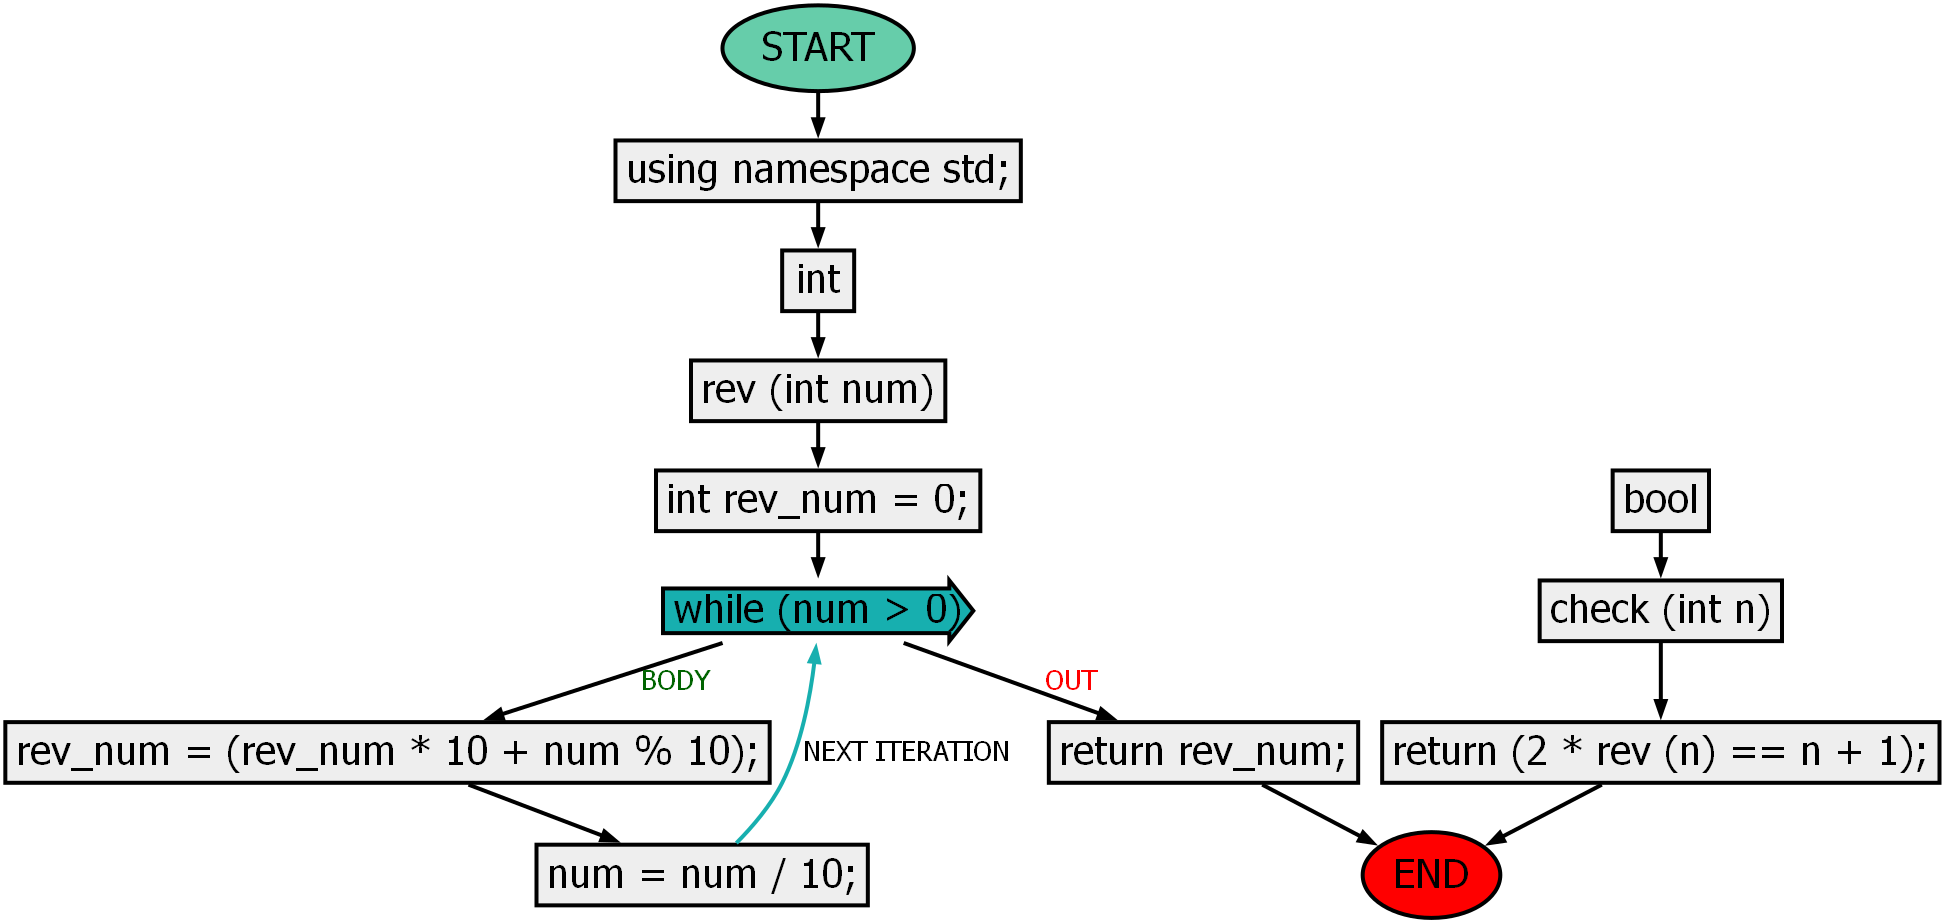 START
using namespace std;
int
rev (int num)
int rev_num = 0;
bool
while (num > 0)
check (int n)
BODY
OUT
rev_num = (rev_num * 10 + num % 10);
NEXT ITERATION
return rev_num;
return (2 * rev (n) == n + 1);
num = num / 10;
END